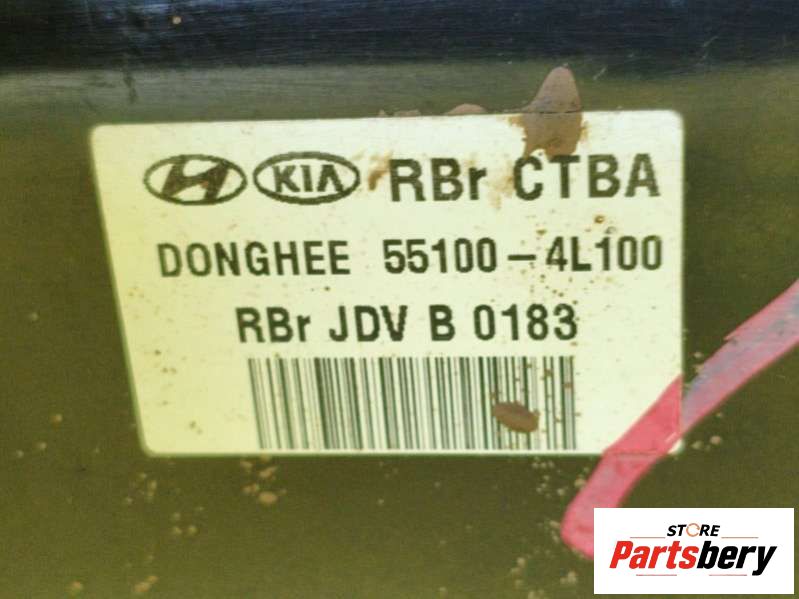 KIA RBr CTBA
DONGHEE 55100-4L100
RBr JDV B 0183
STORE
Partsbery